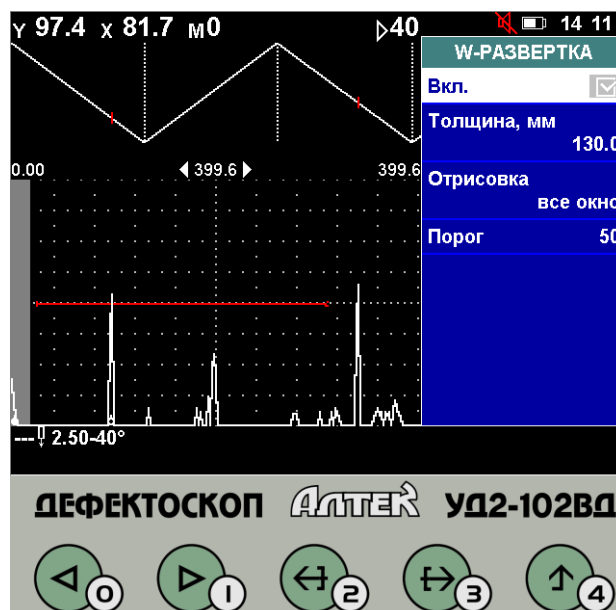 Y 97.4 X 81.7 M0 ▷40 14 11
W-РАЗВЕРТКА
Вкл.
Толщина, мм
130.0
0.00 ◀ 399.6 ▶ 399.6
Отрисовка
все окно
Порог 50
--- 2.50-40°
ДЕФЕКТОСКОП АЛТЕК УД2-102ВД
0 1 2 3 4